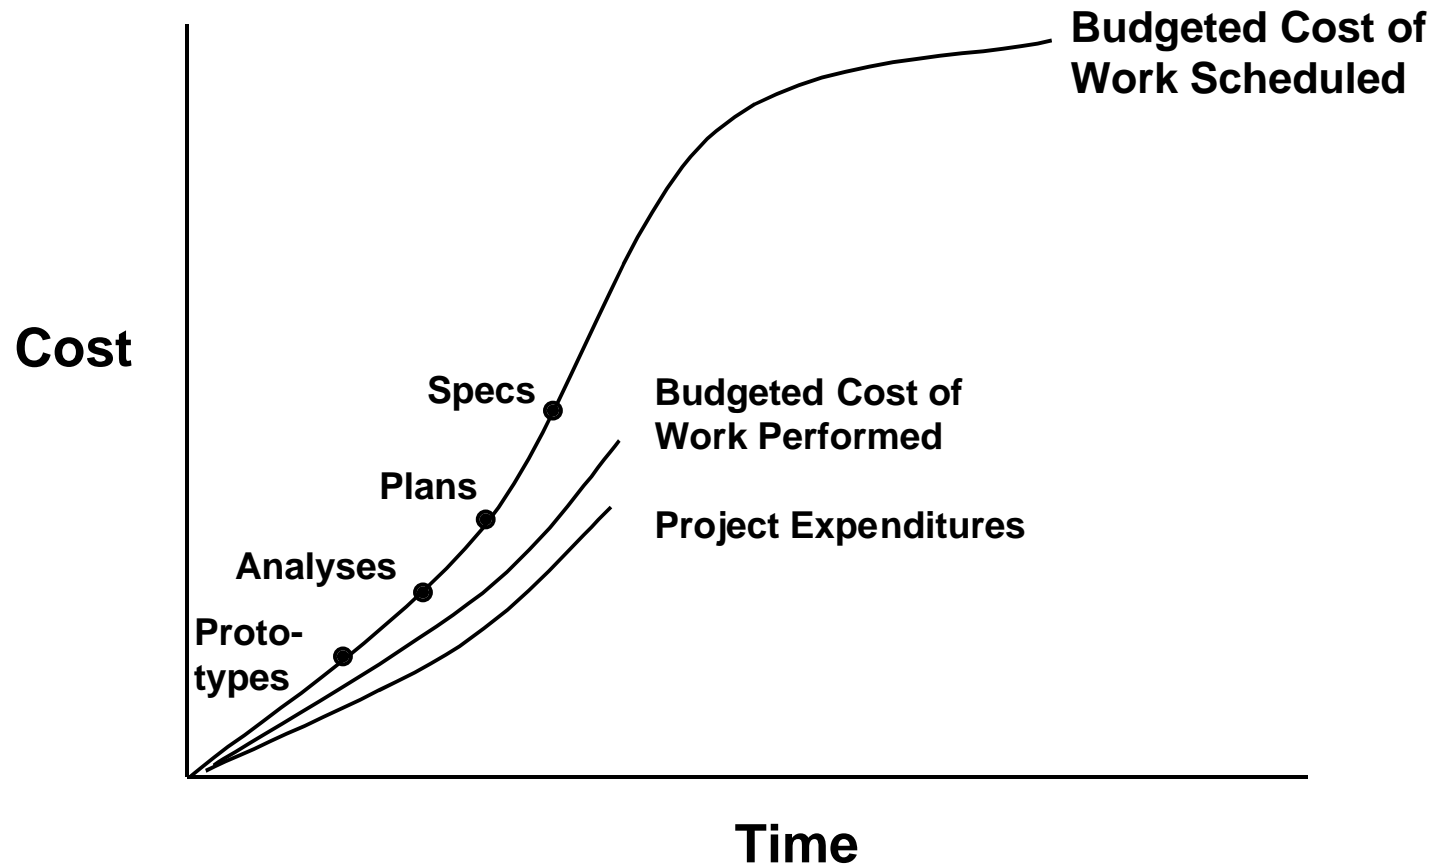 Budgeted Cost of
Work Scheduled
Cost
Specs
Budgeted Cost of
Work Performed
Plans
Project Expenditures
Analyses
Proto-
types
Time